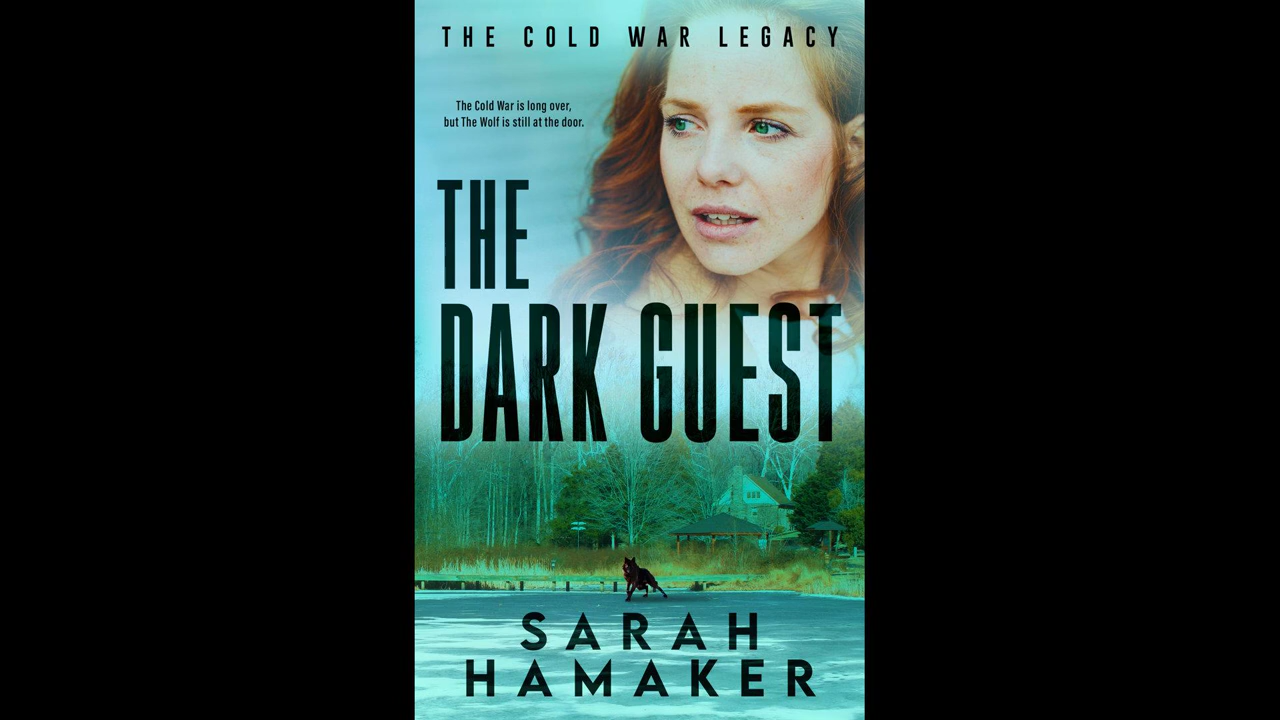 THE COLD WAR LEGACY
The Cold War is long over,
but The Wolf is still at the door.
THE
DARK GUEST
SARAH
HAMAKER